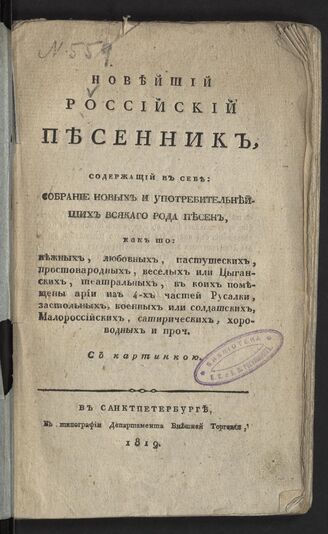 N. 559
НОВѢЙШІЙ
РОССІЙСКІЙ
ПѢСЕННИКЪ,
СОДЕРЖАЩІЙ ВЪ СЕБѢ:
СОБРАНІЕ НОВЫХЪ И УПОТРЕБИТЕЛЬНѢЙ-
ШИХЪ ВСЯКАГО РОДА ПѢСЕН,
КАКЪ ТО:
нѣжныхъ, любовныхъ, пастушескихъ,
простонародныхъ, веселыхъ или Цыган-
скихъ, театральныхъ, въ коихъ помѣ-
щены аріи изъ 4-хъ частей Русалки,
застольныхъ, военныхъ или солдатскихъ,
Малороссійскихъ, сатирическихъ, хоро-
водныхъ и проч.
Съ картинкою.
БИБЛІОТЕКА
ВЪ САНКТПЕТЕРБУРГѢ,
Въ типографіи Департамента Внѣшней Торговли,
1819.